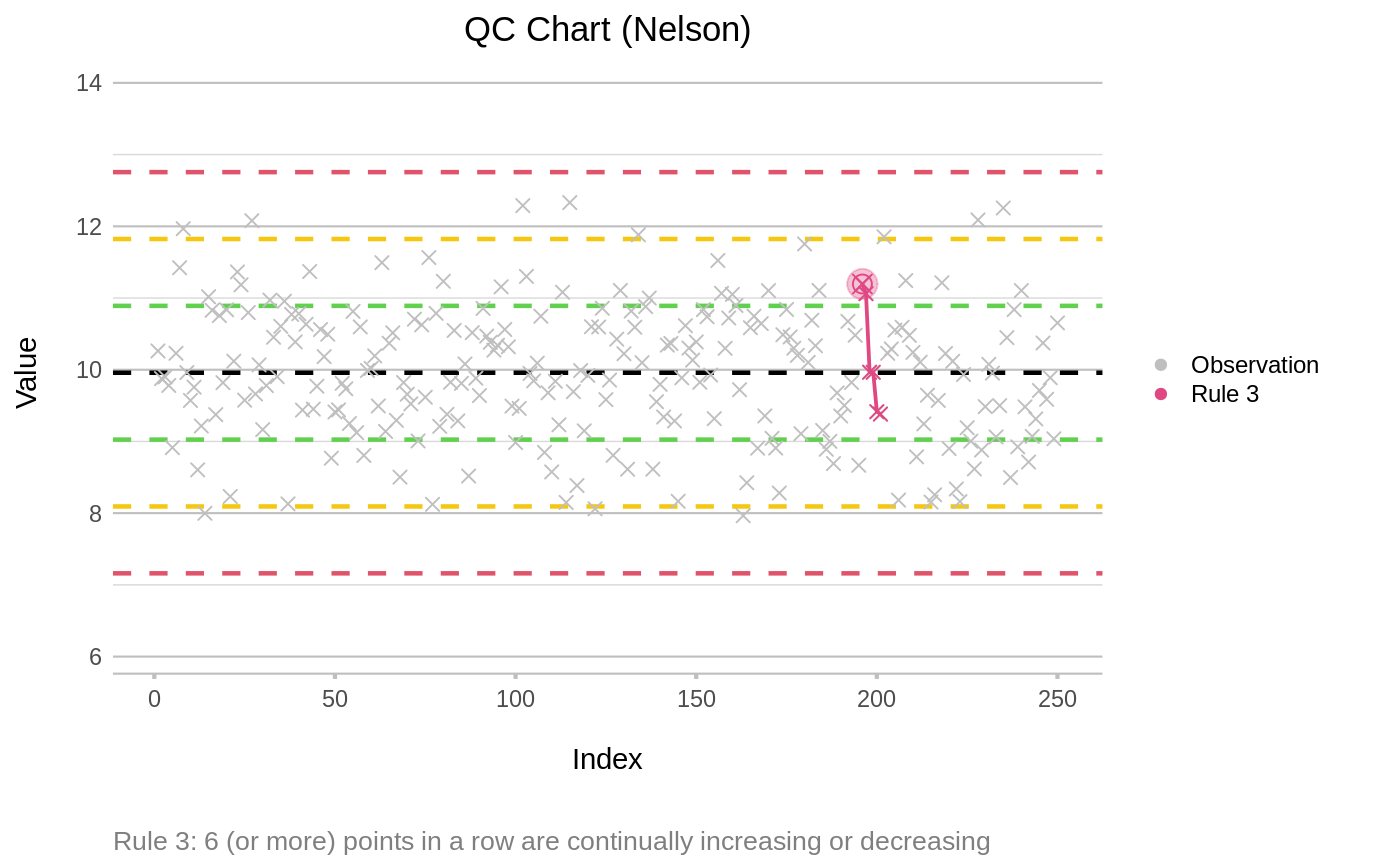 QC Chart (Nelson)
14
12
10
8
6
Value
0 50 100 150 200 250
Index
Observation
Rule 3
Rule 3: 6 (or more) points in a row are continually increasing or decreasing